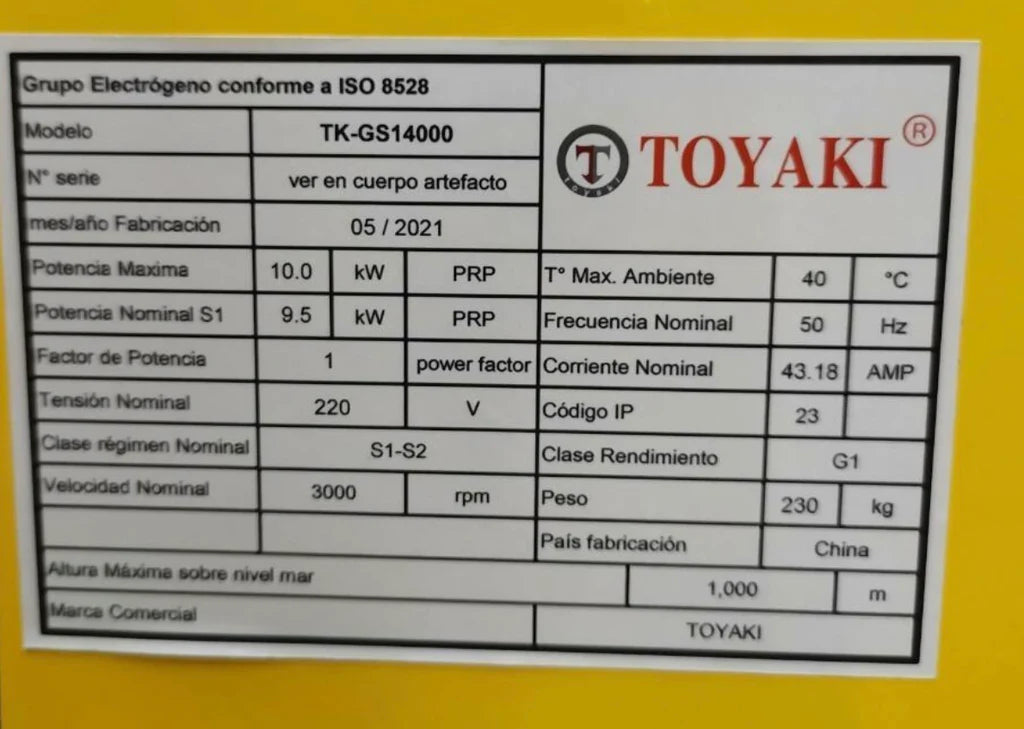 Grupo Electrógeno conforme a ISO 8528
TOYAKI ®
T
toyaki
Modelo TK-GS14000
N° serie ver en cuerpo artefacto
mes/año Fabricación 05 / 2021
Potencia Maxima 10.0 kW PRP
T° Max. Ambiente 40 °C
Potencia Nominal S1 9.5 kW PRP
Frecuencia Nominal 50 Hz
Factor de Potencia 1 power factor
Corriente Nominal 43.18 AMP
Tensión Nominal 220 V
Código IP 23
Clase régimen Nominal S1-S2
Clase Rendimiento G1
Velocidad Nominal 3000 rpm
Peso 230 kg
País fabricación China
Altura Máxima sobre nivel mar 1,000 m
Marca Comercial TOYAKI